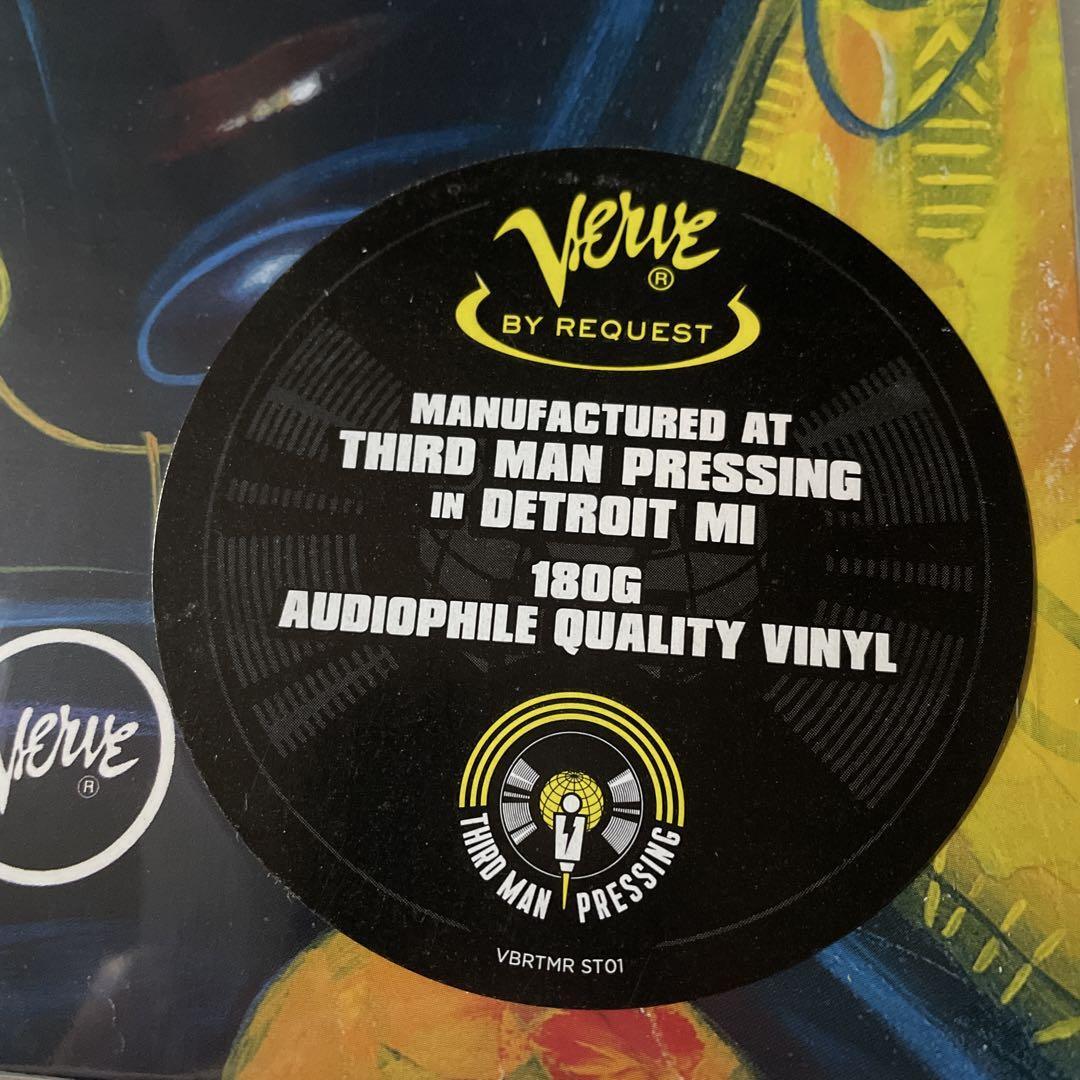 Verve
®
BY REQUEST
MANUFACTURED AT
THIRD MAN PRESSING
IN DETROIT MI
180G
AUDIOPHILE QUALITY VINYL
THIRD MAN PRESSING
VBRTMR ST01
Verve
®